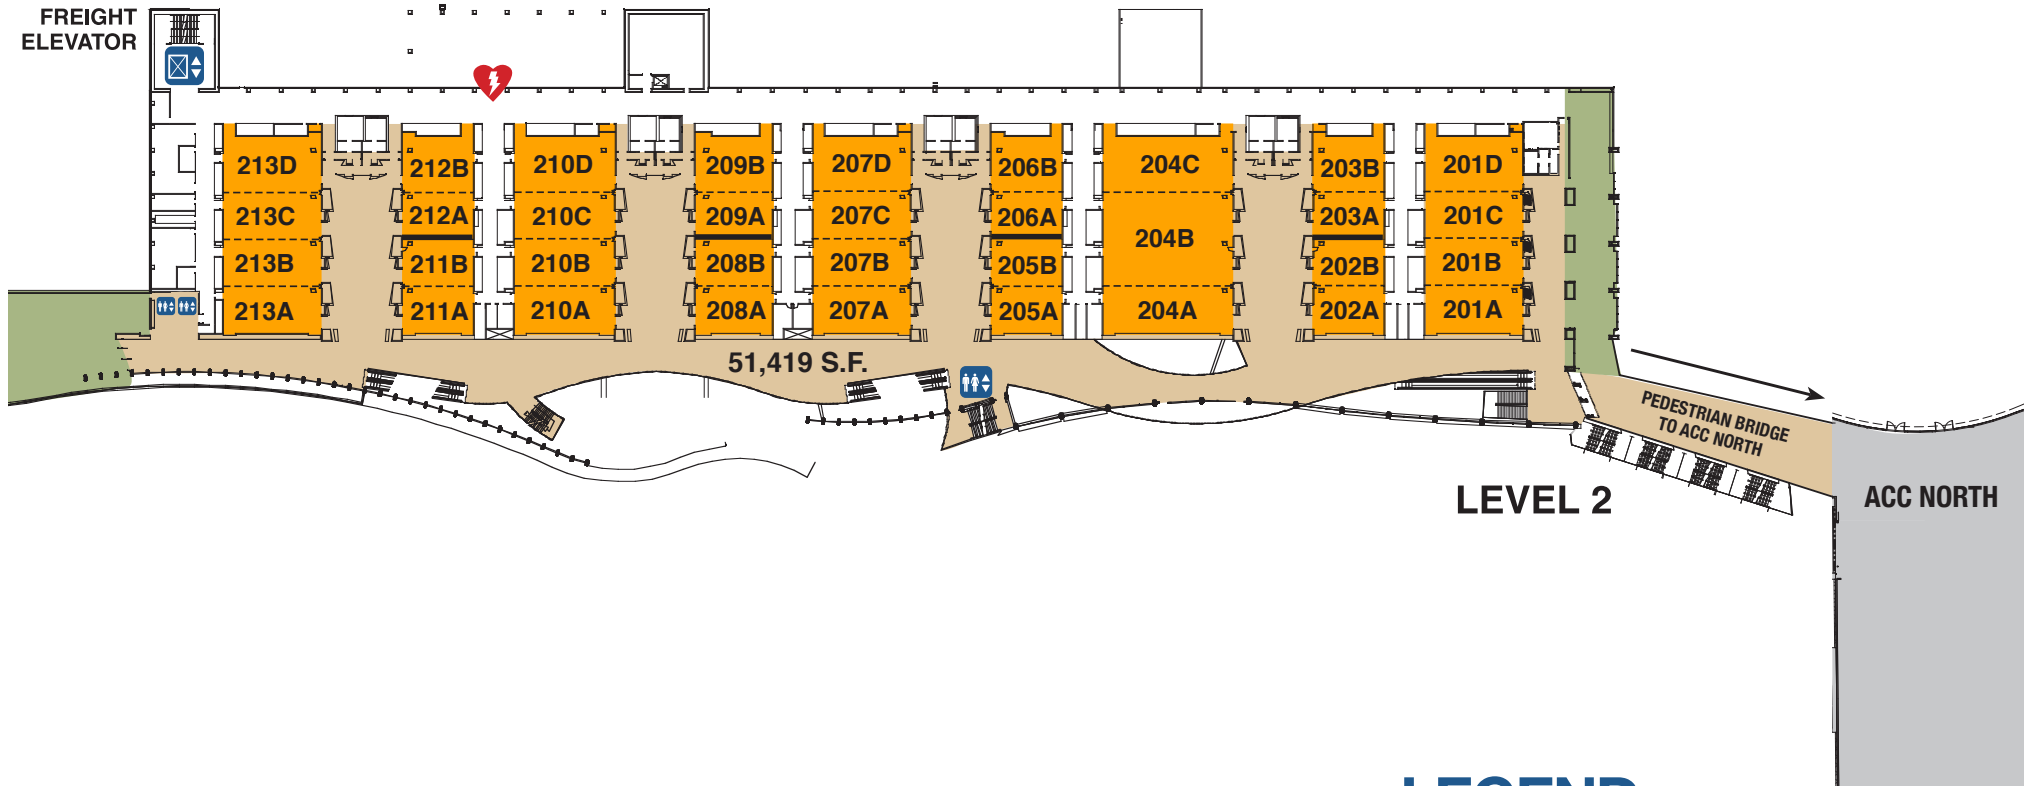 FREIGHT
ELEVATOR
213D 212B 210D 209B 207D 206B 204C 203B 201D
213C 212A 210C 209A 207C 206A 204B 203A 201C
213B 211B 210B 208B 207B 205B 202B 201B
213A 211A 210A 208A 207A 205A 204A 202A 201A
51,419 S.F.
PEDESTRIAN BRIDGE
TO ACC NORTH
LEVEL 2
ACC NORTH
LEGEND